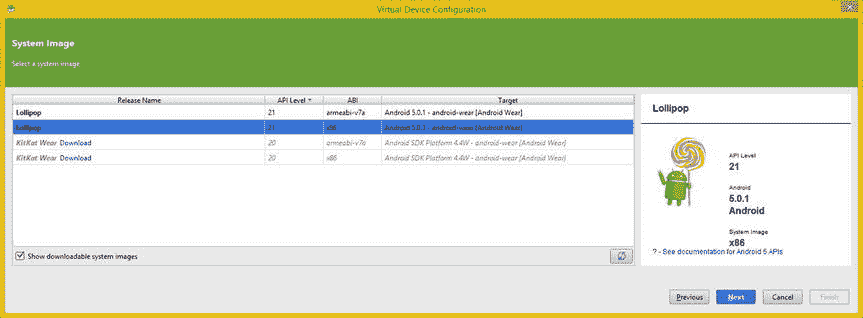 Virtual Device Configuration
System Image
Select a system image
Release Name API Level ABI Target
Lollipop 21 armeabi-v7a Android 5.0.1 - android-wear [Android Wear]
Lollipop 21 x86 Android 5.0.1 - android-wear [Android Wear]
KitKat Wear Download 20 armeabi-v7a Android SDK Platform 4.4W - android-wear [Android Wear]
KitKat Wear Download 20 x86 Android SDK Platform 4.4W - android-wear [Android Wear]
Show downloadable system images
Lollipop
API Level
21
Android
5.0.1
Android
System Image
x86
? - See documentation for Android 5 APIs
Previous Next Cancel Finish